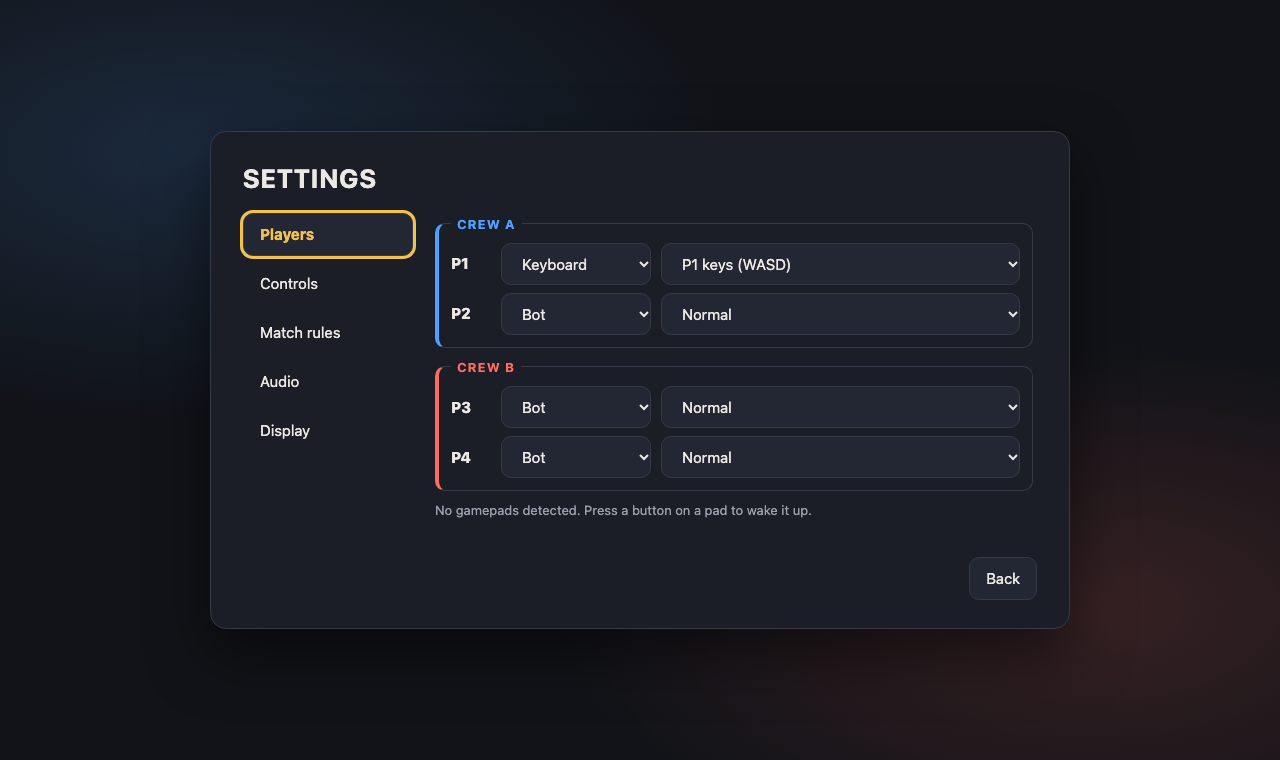 SETTINGS
Players
Controls
Match rules
Audio
Display
CREW A
P1 Keyboard P1 keys (WASD)
P2 Bot Normal
CREW B
P3 Bot Normal
P4 Bot Normal
No gamepads detected. Press a button on a pad to wake it up.
Back